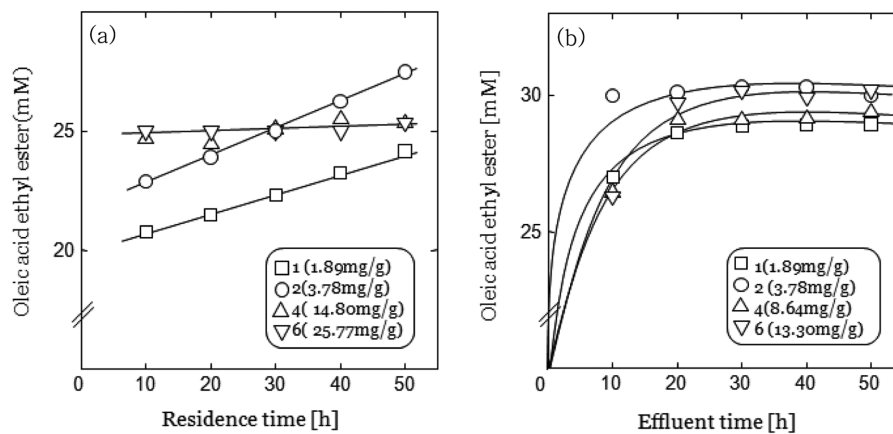 (a)
Oleic acid ethyl ester(mM)
25
20
0
10
20
30
40
50
Residence time [h]
1 (1.89mg/g)
2(3.78mg/g)
4( 14.80mg/g)
6( 25.77mg/g)
(b)
Oleic acid ethyl ester [mM]
30
25
0
10
20
30
40
50
Effluent time [h]
1(1.89mg/g)
2 (3.78mg/g)
4(8.64mg/g)
6 (13.30mg/g)